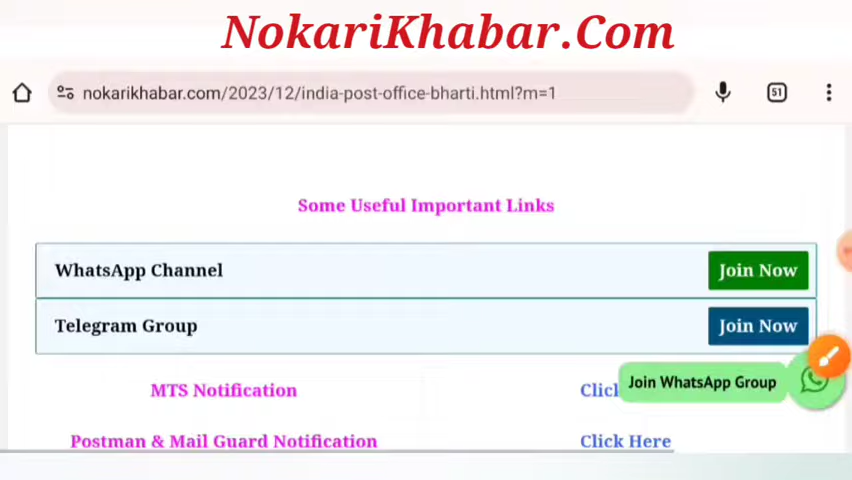 NokariKhabar.Com
nokarikhabar.com/2023/12/india-post-office-bharti.html?m=1
51
Some Useful Important Links
WhatsApp Channel
Join Now
Telegram Group
Join Now
Join WhatsApp Group
MTS Notification
Click
Postman & Mail Guard Notification
Click Here